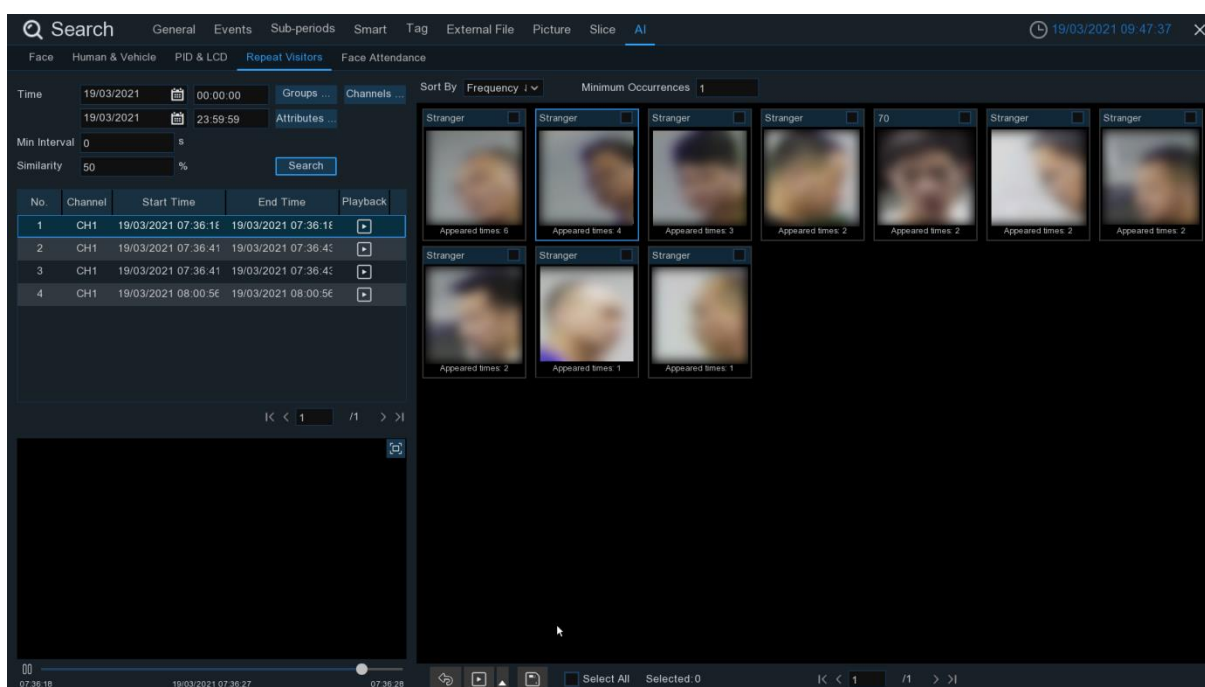 Search General Events Sub-periods Smart Tag External File Picture Slice AI 19/03/2021 09:47:37
Face Human & Vehicle PID & LCD Repeat Visitors Face Attendance
Time 19/03/2021 00:00:00 Groups ... Channels ...
19/03/2021 23:59:59 Attributes ...
Min Interval 0 s
Similarity 50 % Search
No. Channel Start Time End Time Playback
1 CH1 19/03/2021 07:36:18 19/03/2021 07:36:18
2 CH1 19/03/2021 07:36:41 19/03/2021 07:36:43
3 CH1 19/03/2021 07:36:41 19/03/2021 07:36:43
4 CH1 19/03/2021 08:00:56 19/03/2021 08:00:56
1 /1
07:36:18 19/03/2021 07:36:27 07:36:28
Sort By Frequency ↓ Minimum Occurrences 1
Stranger Stranger Stranger Stranger 70 Stranger Stranger
Appeared times: 6 Appeared times: 4 Appeared times: 3 Appeared times: 2 Appeared times: 2 Appeared times: 2 Appeared times: 2
Stranger Stranger Stranger
Appeared times: 2 Appeared times: 1 Appeared times: 1
Select All Selected:0 1 /1